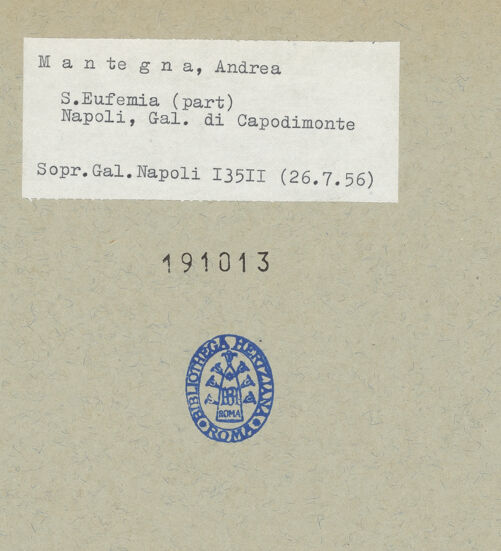 M a n te g n a, Andrea
S.Eufemia (part)
Napoli, Gal. di Capodimonte
Sopr.Gal.Napoli I35II (26.7.56)
191013
BIBLIOTHECA HERTZIANA
ROMA
ROMA